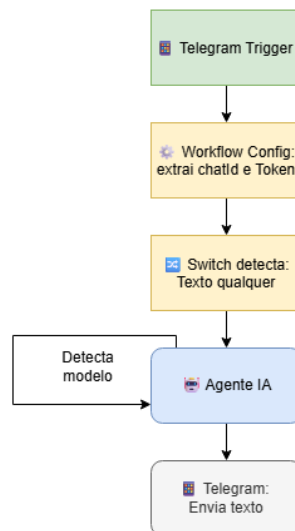 Telegram Trigger
Workflow Config:
extrai chatId e Token
Switch detecta:
Texto qualquer
Detecta
modelo
Agente IA
Telegram:
Envia texto